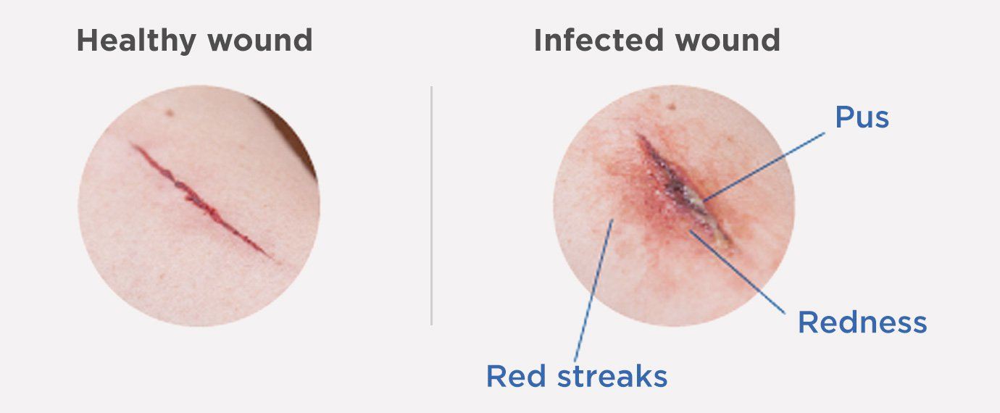 Healthy wound
Infected wound
Pus
Redness
Red streaks